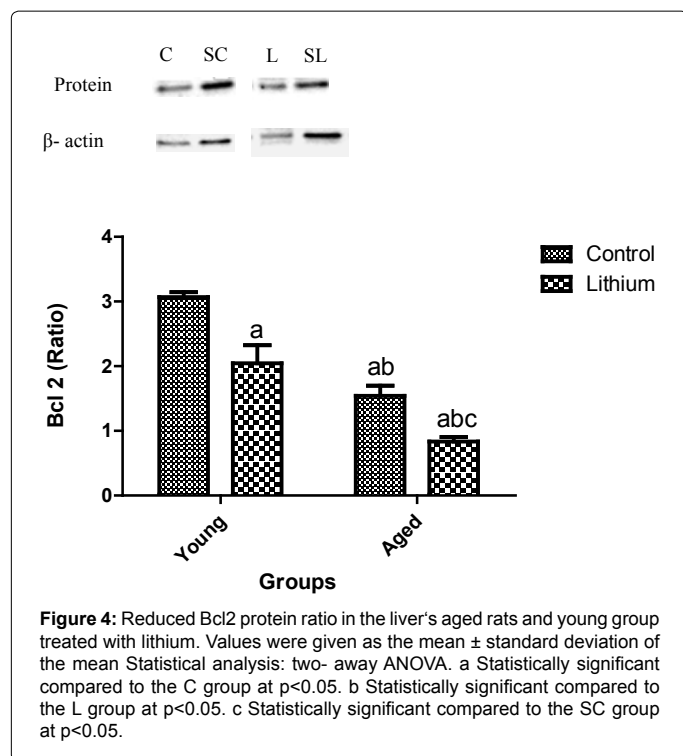 C SC L SL
Protein
β- actin
4
3
2
1
0
Bcl 2 (Ratio)
a
ab
abc
Control
Lithium
Young
Aged
Groups
Figure 4: Reduced Bcl2 protein ratio in the liver‘s aged rats and young group
treated with lithium. Values were given as the mean ± standard deviation of
the mean Statistical analysis: two- away ANOVA. a Statistically significant
compared to the C group at p<0.05. b Statistically significant compared to
the L group at p<0.05. c Statistically significant compared to the SC group
at p<0.05.